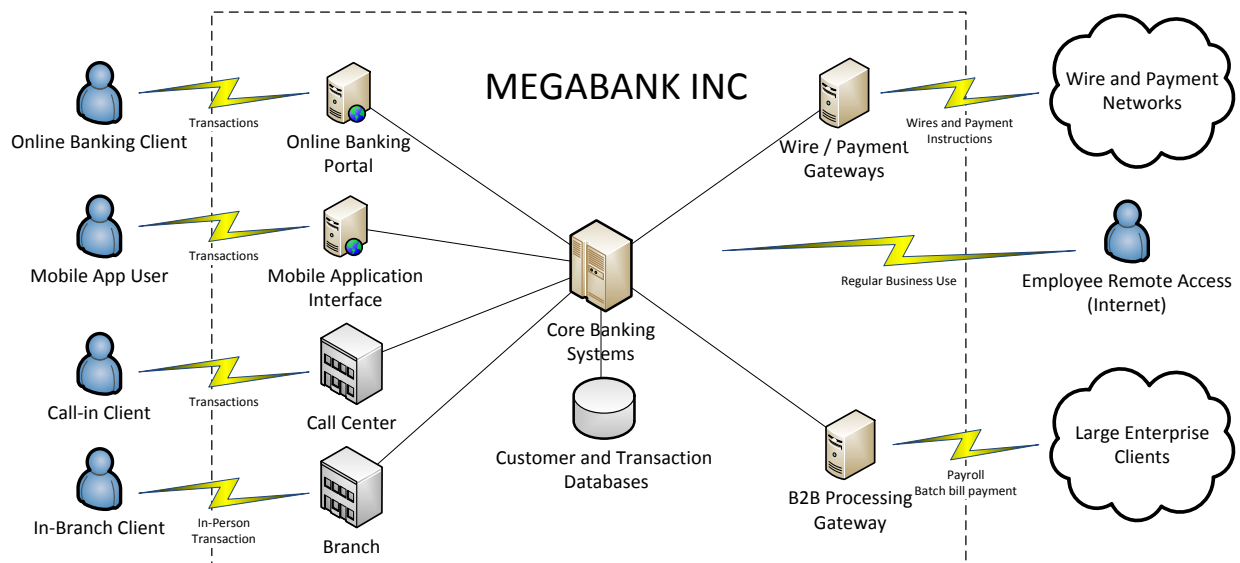 MEGABANK INC
Online Banking Client
Transactions
Online Banking
Portal
Wire / Payment
Gateways
Wires and Payment
Instructions
Wire and Payment
Networks
Mobile App User
Transactions
Mobile Application
Interface
Core Banking
Systems
Regular Business Use
Employee Remote Access
(Internet)
Call-in Client
Transactions
Call Center
Customer and Transaction
Databases
In-Branch Client
In-Person
Transaction
Branch
B2B Processing
Gateway
Payroll
Batch bill payment
Large Enterprise
Clients